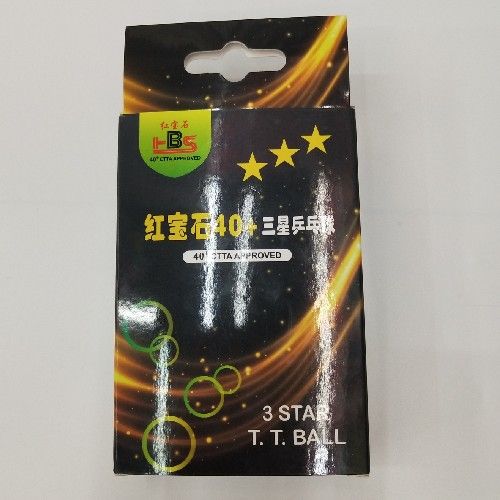 红宝石
HBS
40+ CTTA APPROVED
红宝石40+三星乒乓球
40+ CTTA APPROVED
3 STAR
T. T. BALL